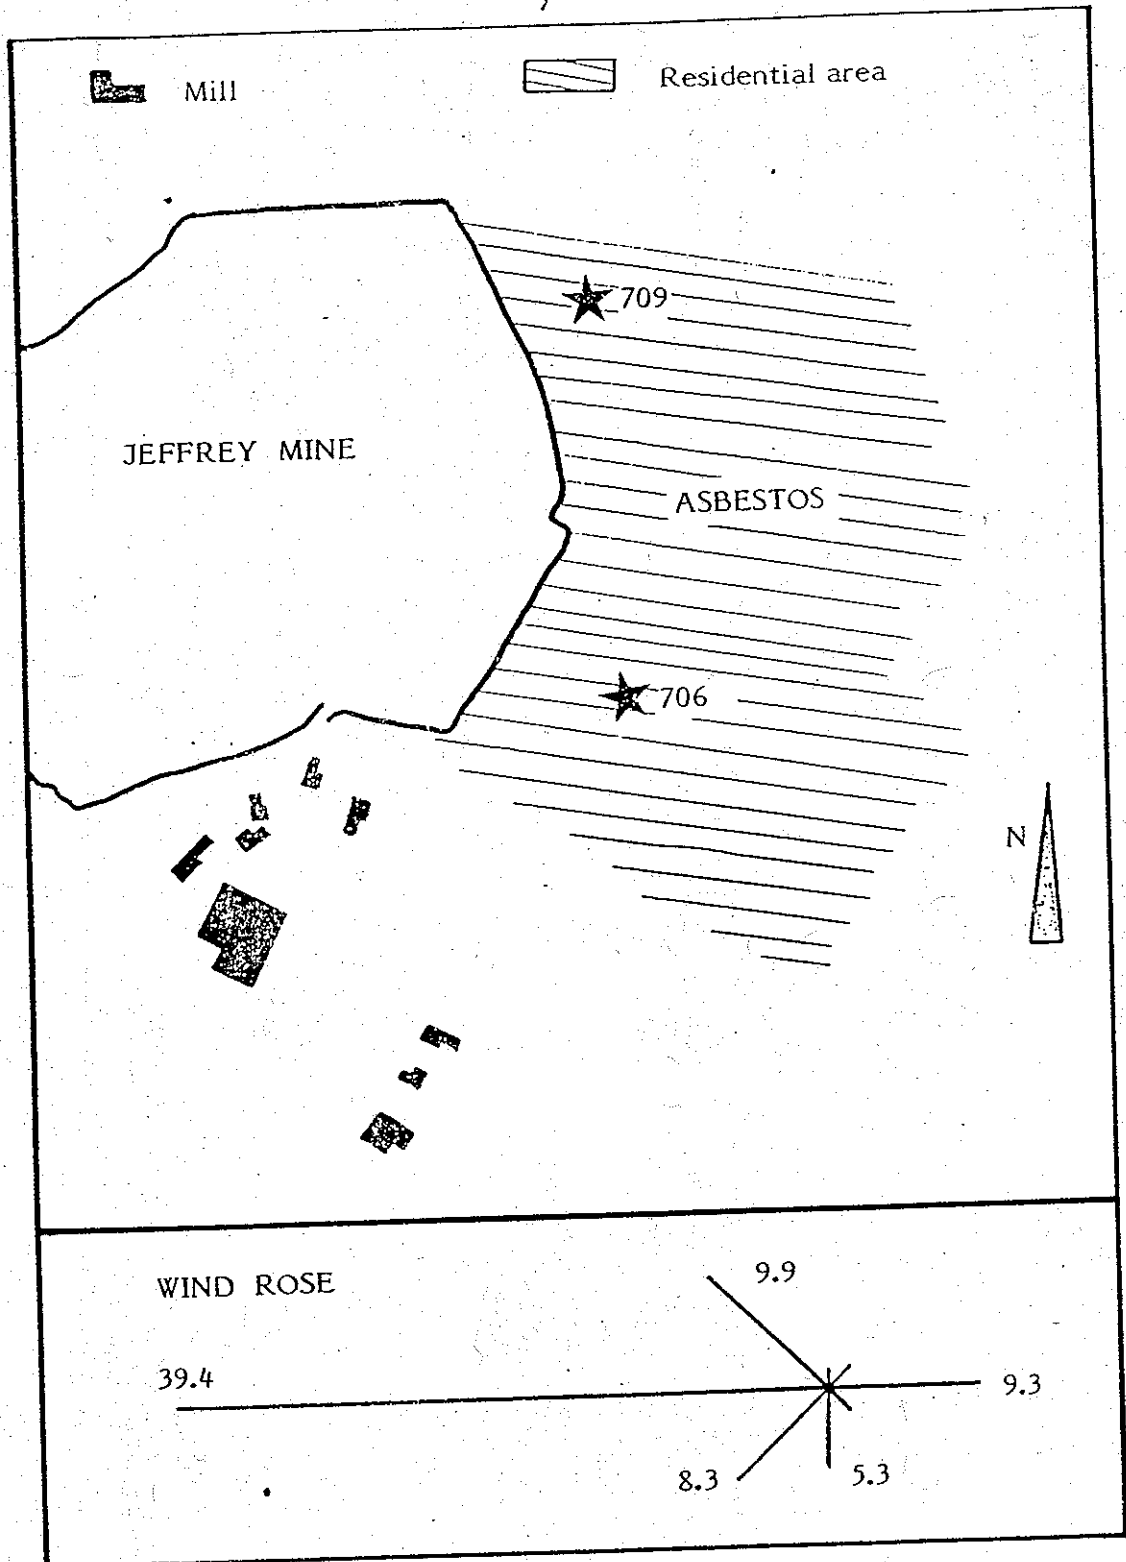 Mill
Residential area
709
JEFFREY MINE
ASBESTOS
706
N
WIND ROSE
9.9
39.4
9.3
8.3
5.3